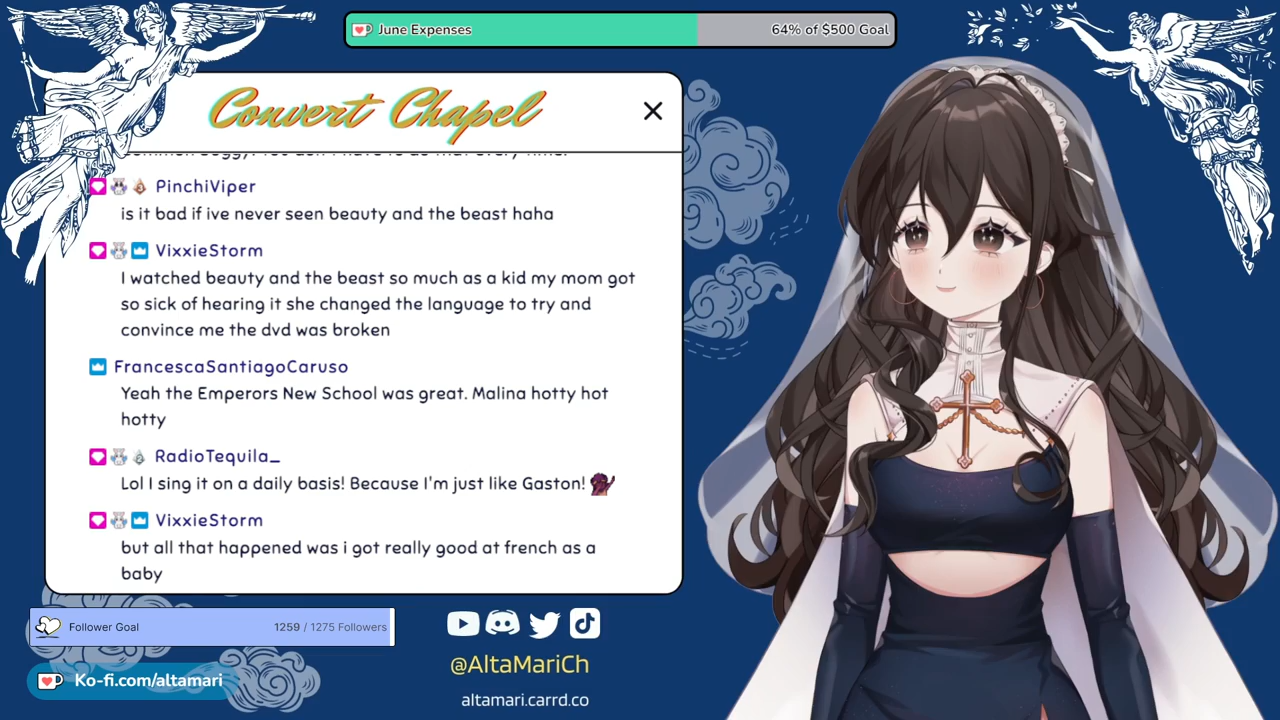 June Expenses
64% of $500 Goal
Convert Chapel
PinchiViper
is it bad if ive never seen beauty and the beast haha
VixxieStorm
I watched beauty and the beast so much as a kid my mom got
so sick of hearing it she changed the language to try and
convince me the dvd was broken
FrancescaSantiagoCaruso
Yeah the Emperors New School was great. Malina hotty hot
hotty
RadioTequila_
Lol I sing it on a daily basis! Because I'm just like Gaston!
VixxieStorm
but all that happened was i got really good at french as a
baby
Follower Goal
1259 / 1275 Followers
Ko-fi.com/altamari
@AltaMariCh
altamari.carrd.co